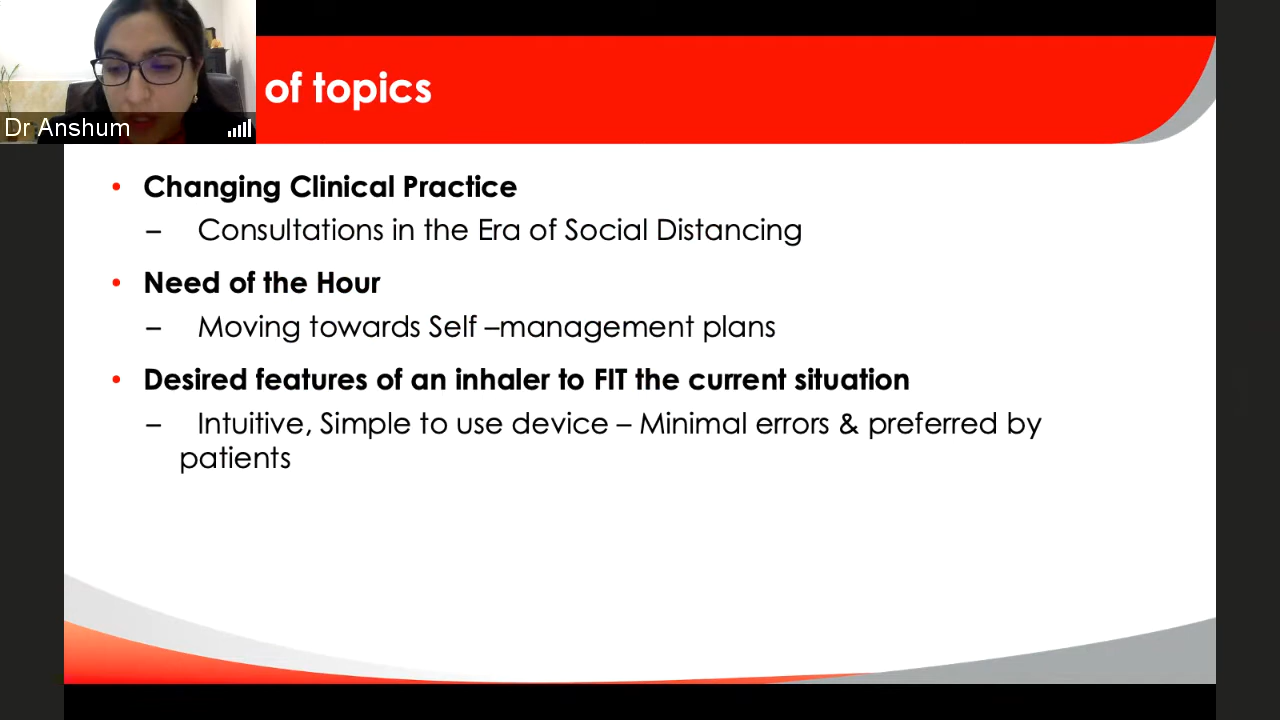 of topics
Dr Anshum
• Changing Clinical Practice
– Consultations in the Era of Social Distancing
• Need of the Hour
– Moving towards Self –management plans
• Desired features of an inhaler to FIT the current situation
– Intuitive, Simple to use device – Minimal errors & preferred by
patients